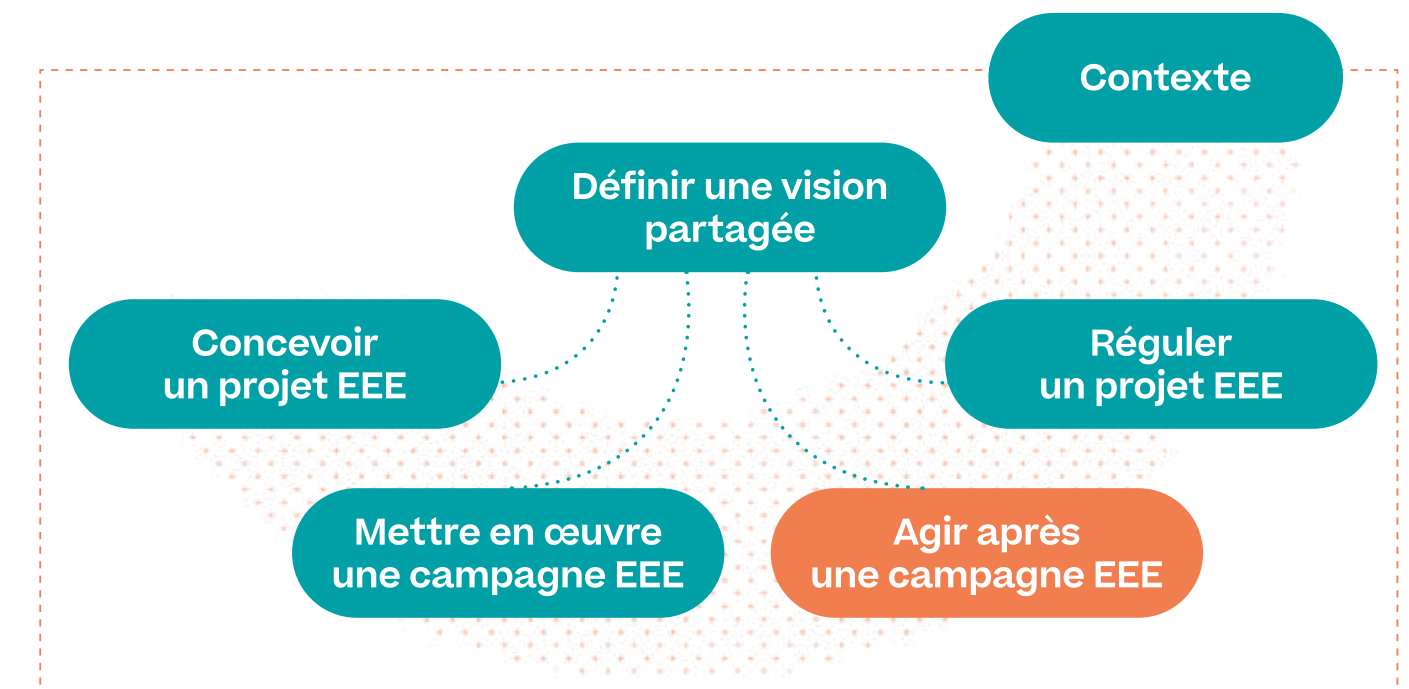 Contexte
Définir une vision
partagée
Concevoir
un projet EEE
Réguler
un projet EEE
Mettre en œuvre
une campagne EEE
Agir après
une campagne EEE